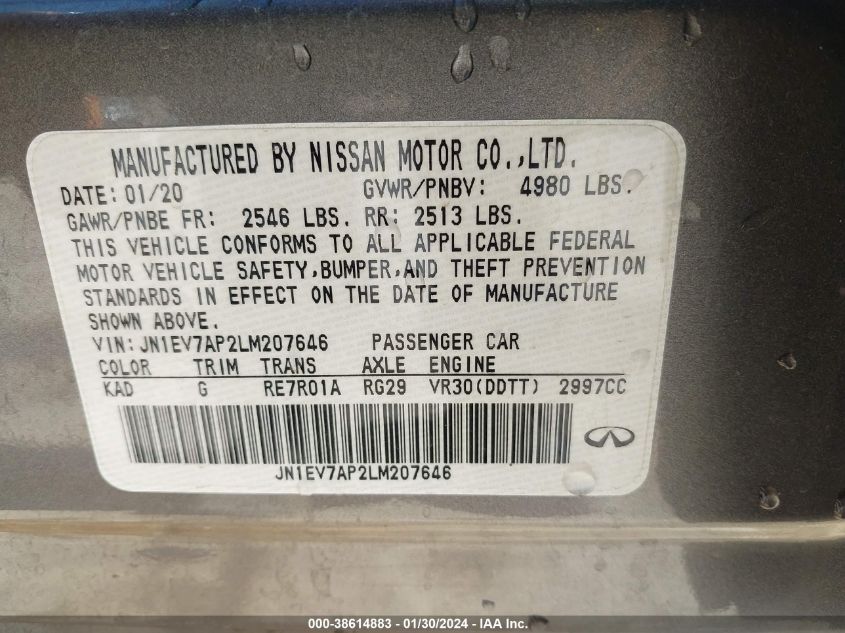 MANUFACTURED BY NISSAN MOTOR CO.,LTD.
DATE: 01/20 GVWR/PNBV: 4980 LBS.
GAWR/PNBE FR: 2546 LBS. RR: 2513 LBS.
THIS VEHICLE CONFORMS TO ALL APPLICABLE FEDERAL
MOTOR VEHICLE SAFETY,BUMPER,AND THEFT PREVENTION
STANDARDS IN EFFECT ON THE DATE OF MANUFACTURE
SHOWN ABOVE.
VIN: JN1EV7AP2LM207646 PASSENGER CAR
COLOR TRIM TRANS AXLE ENGINE
KAD G RE7R01A RG29 VR30(DDTT) 2997CC
JN1EV7AP2LM207646
000-38614883 - 01/30/2024 - IAA Inc.